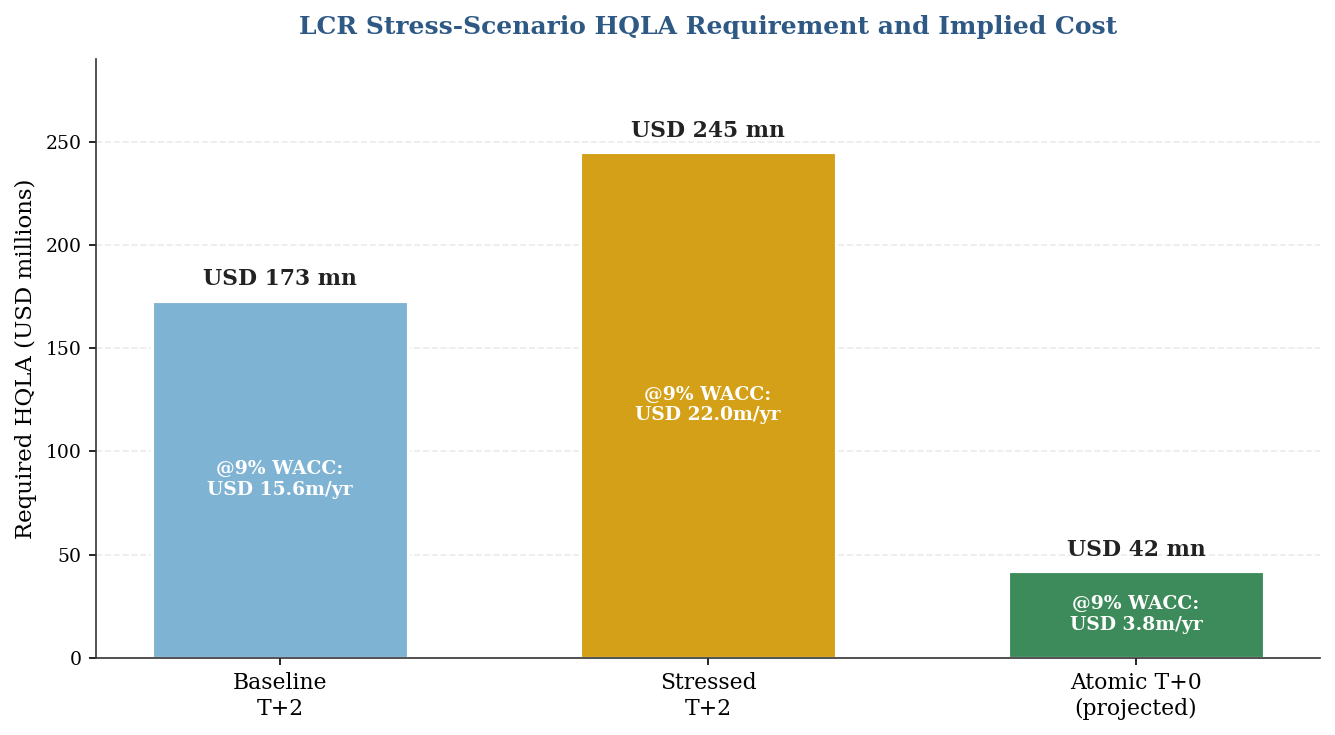 LCR Stress-Scenario HQLA Requirement and Implied Cost
Required HQLA (USD millions)
250
200
150
100
50
0
USD 173 mn
@9% WACC:
USD 15.6m/yr
USD 245 mn
@9% WACC:
USD 22.0m/yr
USD 42 mn
@9% WACC:
USD 3.8m/yr
Baseline
T+2
Stressed
T+2
Atomic T+0
(projected)